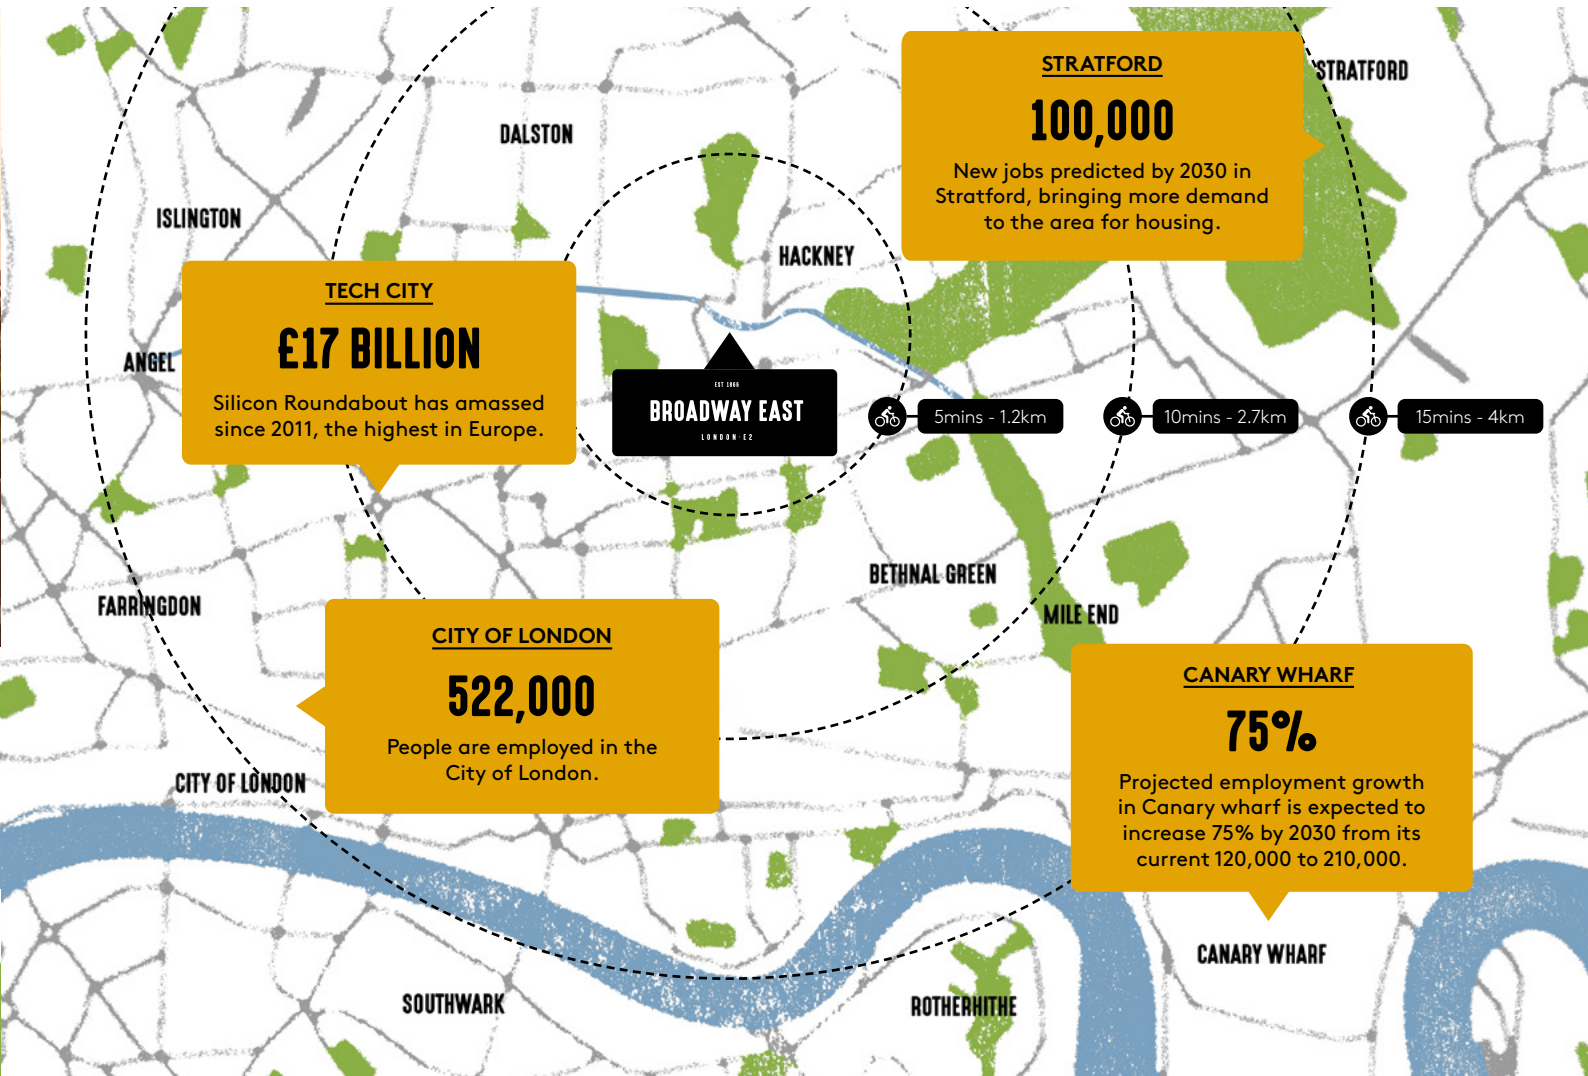 STRATFORD
100,000
New jobs predicted by 2030 in
Stratford, bringing more demand
to the area for housing.
STRATFORD
DALSTON
ISLINGTON
HACKNEY
TECH CITY
£17 BILLION
Silicon Roundabout has amassed
since 2011, the highest in Europe.
ANGEL
EST 1866
BROADWAY EAST
LONDON E2
5mins - 1.2km
10mins - 2.7km
15mins - 4km
BETHNAL GREEN
MILE END
FARRINGDON
CITY OF LONDON
522,000
People are employed in the
City of London.
CANARY WHARF
75%
Projected employment growth
in Canary wharf is expected to
increase 75% by 2030 from its
current 120,000 to 210,000.
CITY OF LONDON
CANARY WHARF
SOUTHWARK
ROTHERHITHE